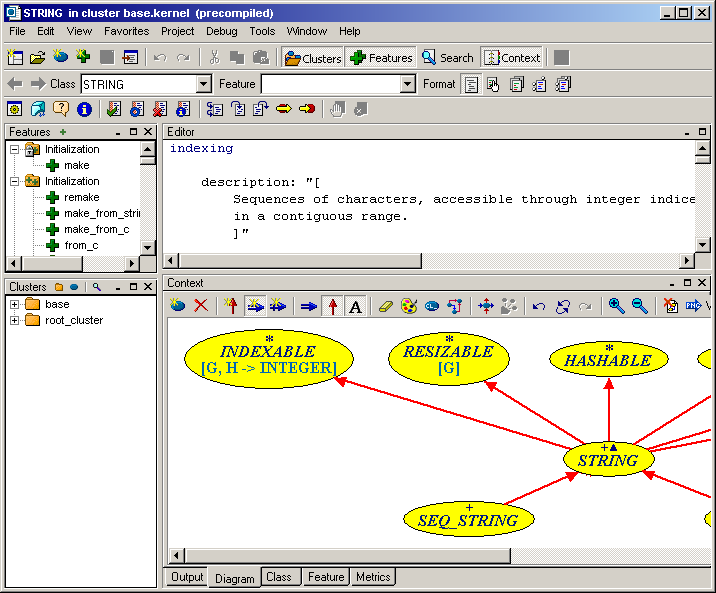 STRING in cluster base.kernel (precompiled)
File Edit View Favorites Project Debug Tools Window Help
Clusters Features Search Context
Class STRING Feature Format
Features
Editor
Initialization
make
Initialization
remake
make_from_stri
make_from_c
from_c
indexing
description: "[
Sequences of characters, accessible through integer indice
in a contiguous range.
]"
Clusters
Context
base
root_cluster
A
PNG
*
INDEXABLE
[G, H -> INTEGER]
*
RESIZABLE
[G]
*
HASHABLE
+▲
STRING
+
SEQ_STRING
Output Diagram Class Feature Metrics